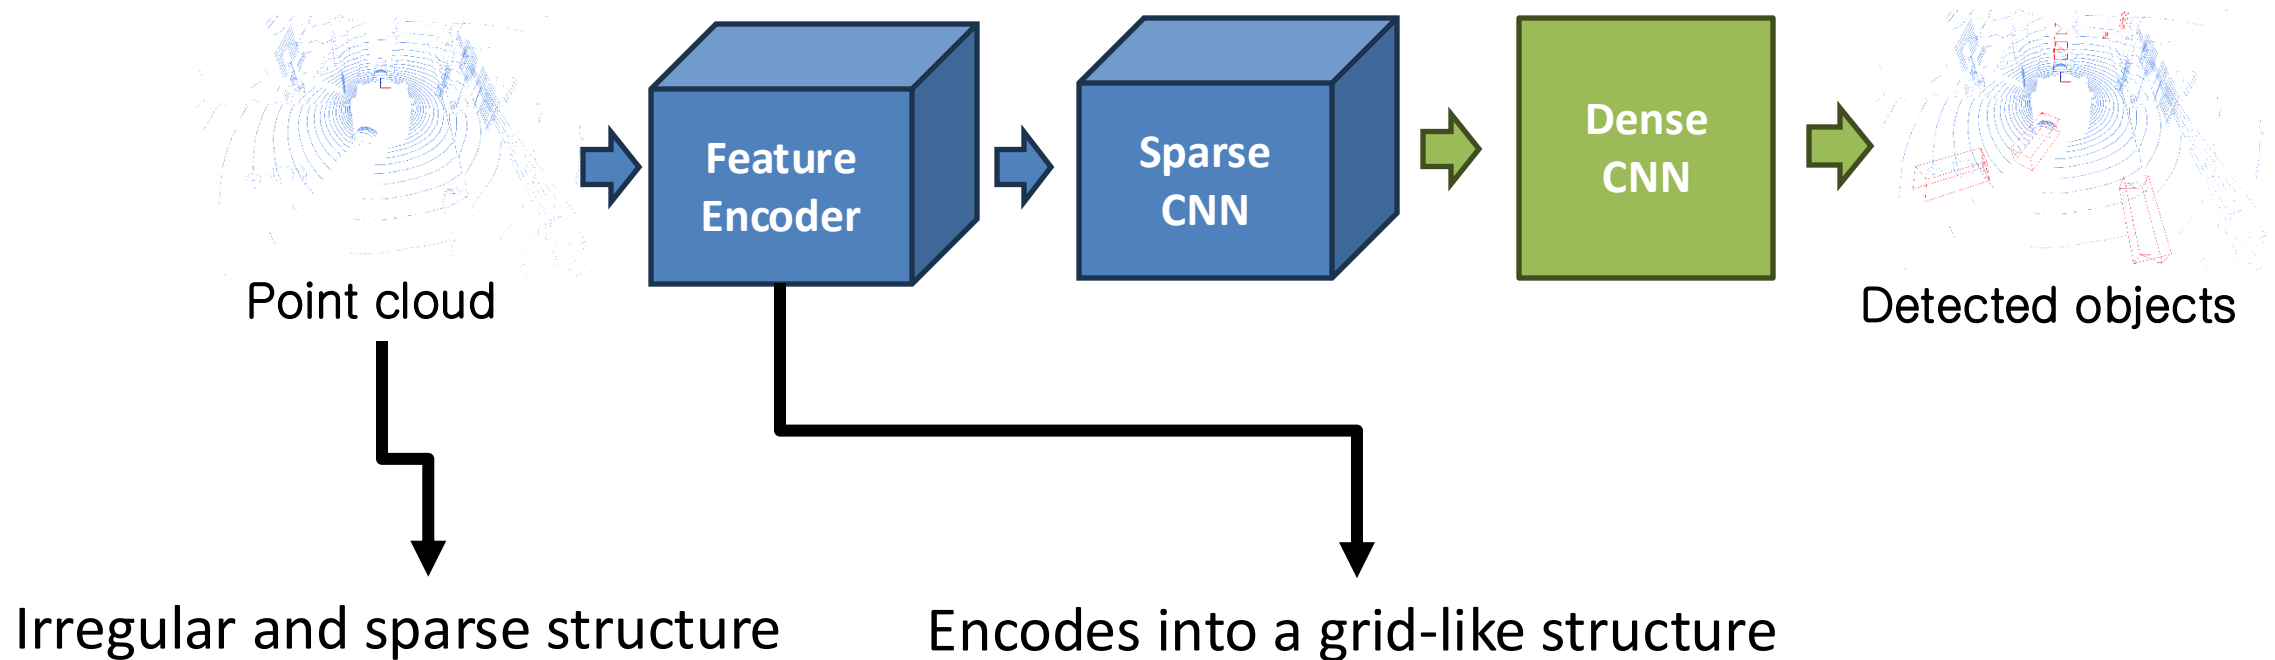 Feature
Encoder
Sparse
CNN
Dense
CNN
Point cloud
Detected objects
Irregular and sparse structure
Encodes into a grid-like structure